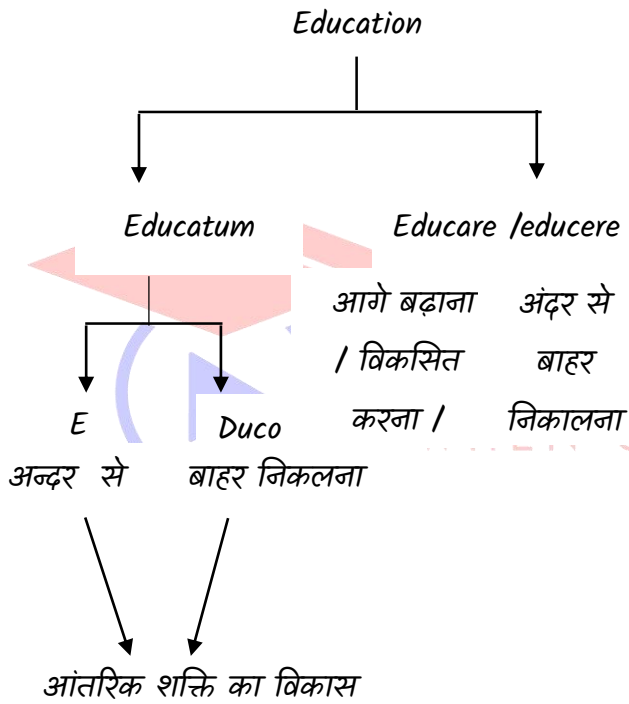 Education
Educatum
Educare /educere
आगे बढ़ाना
/ विकसित
करना /
अंदर से
बाहर
निकालना
E
Duco
अन्दर से
बाहर निकलना
आंतरिक शक्ति का विकास